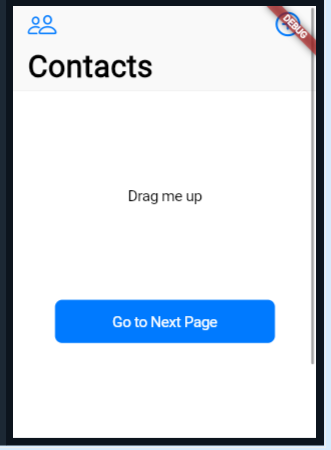 DEBUG
Contacts
Drag me up
Go to Next Page